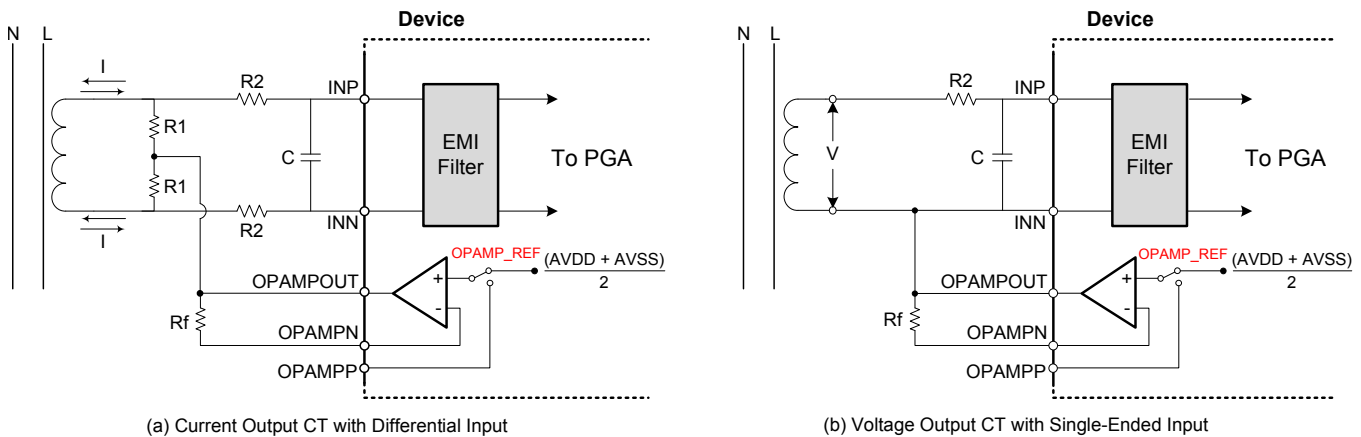 Device
N L
I
R2
INP
R1
R1
C
EMI
Filter
To PGA
I
R2
INN
OPAMP_REF
(AVDD + AVSS)
2
+
-
OPAMPOUT
Rf
OPAMPN
OPAMPP
(a) Current Output CT with Differential Input
Device
N L
R2
INP
V
C
EMI
Filter
To PGA
INN
OPAMP_REF
(AVDD + AVSS)
2
+
-
OPAMPOUT
Rf
OPAMPN
OPAMPP
(b) Voltage Output CT with Single-Ended Input